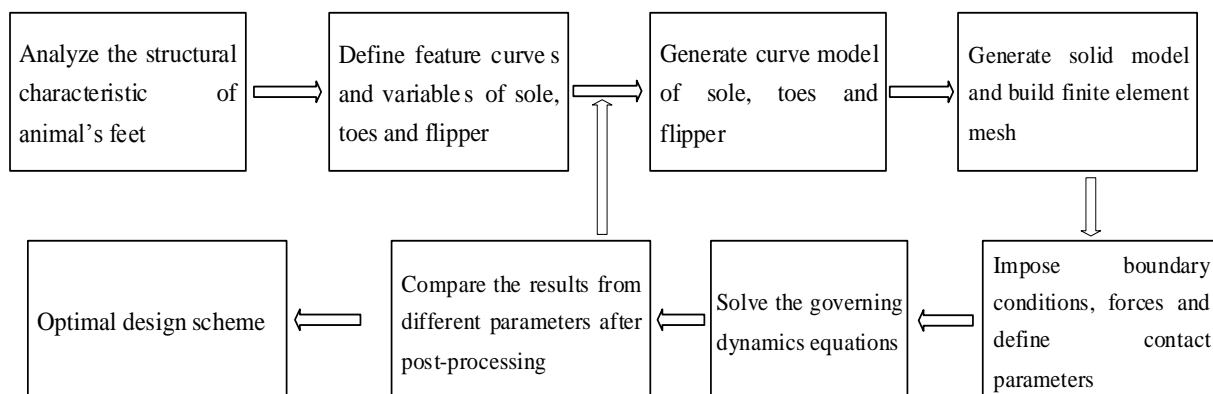 Analyze the structural
characteristic of
animal's feet
Define feature curves
and variables of sole,
toes and flipper
Generate curve model
of sole, toes and
flipper
Generate solid model
and build finite element
mesh
Impose boundary
conditions, forces and
define contact
parameters
Solve the governing
dynamics equations
Compare the results from
different parameters after
post-processing
Optimal design scheme